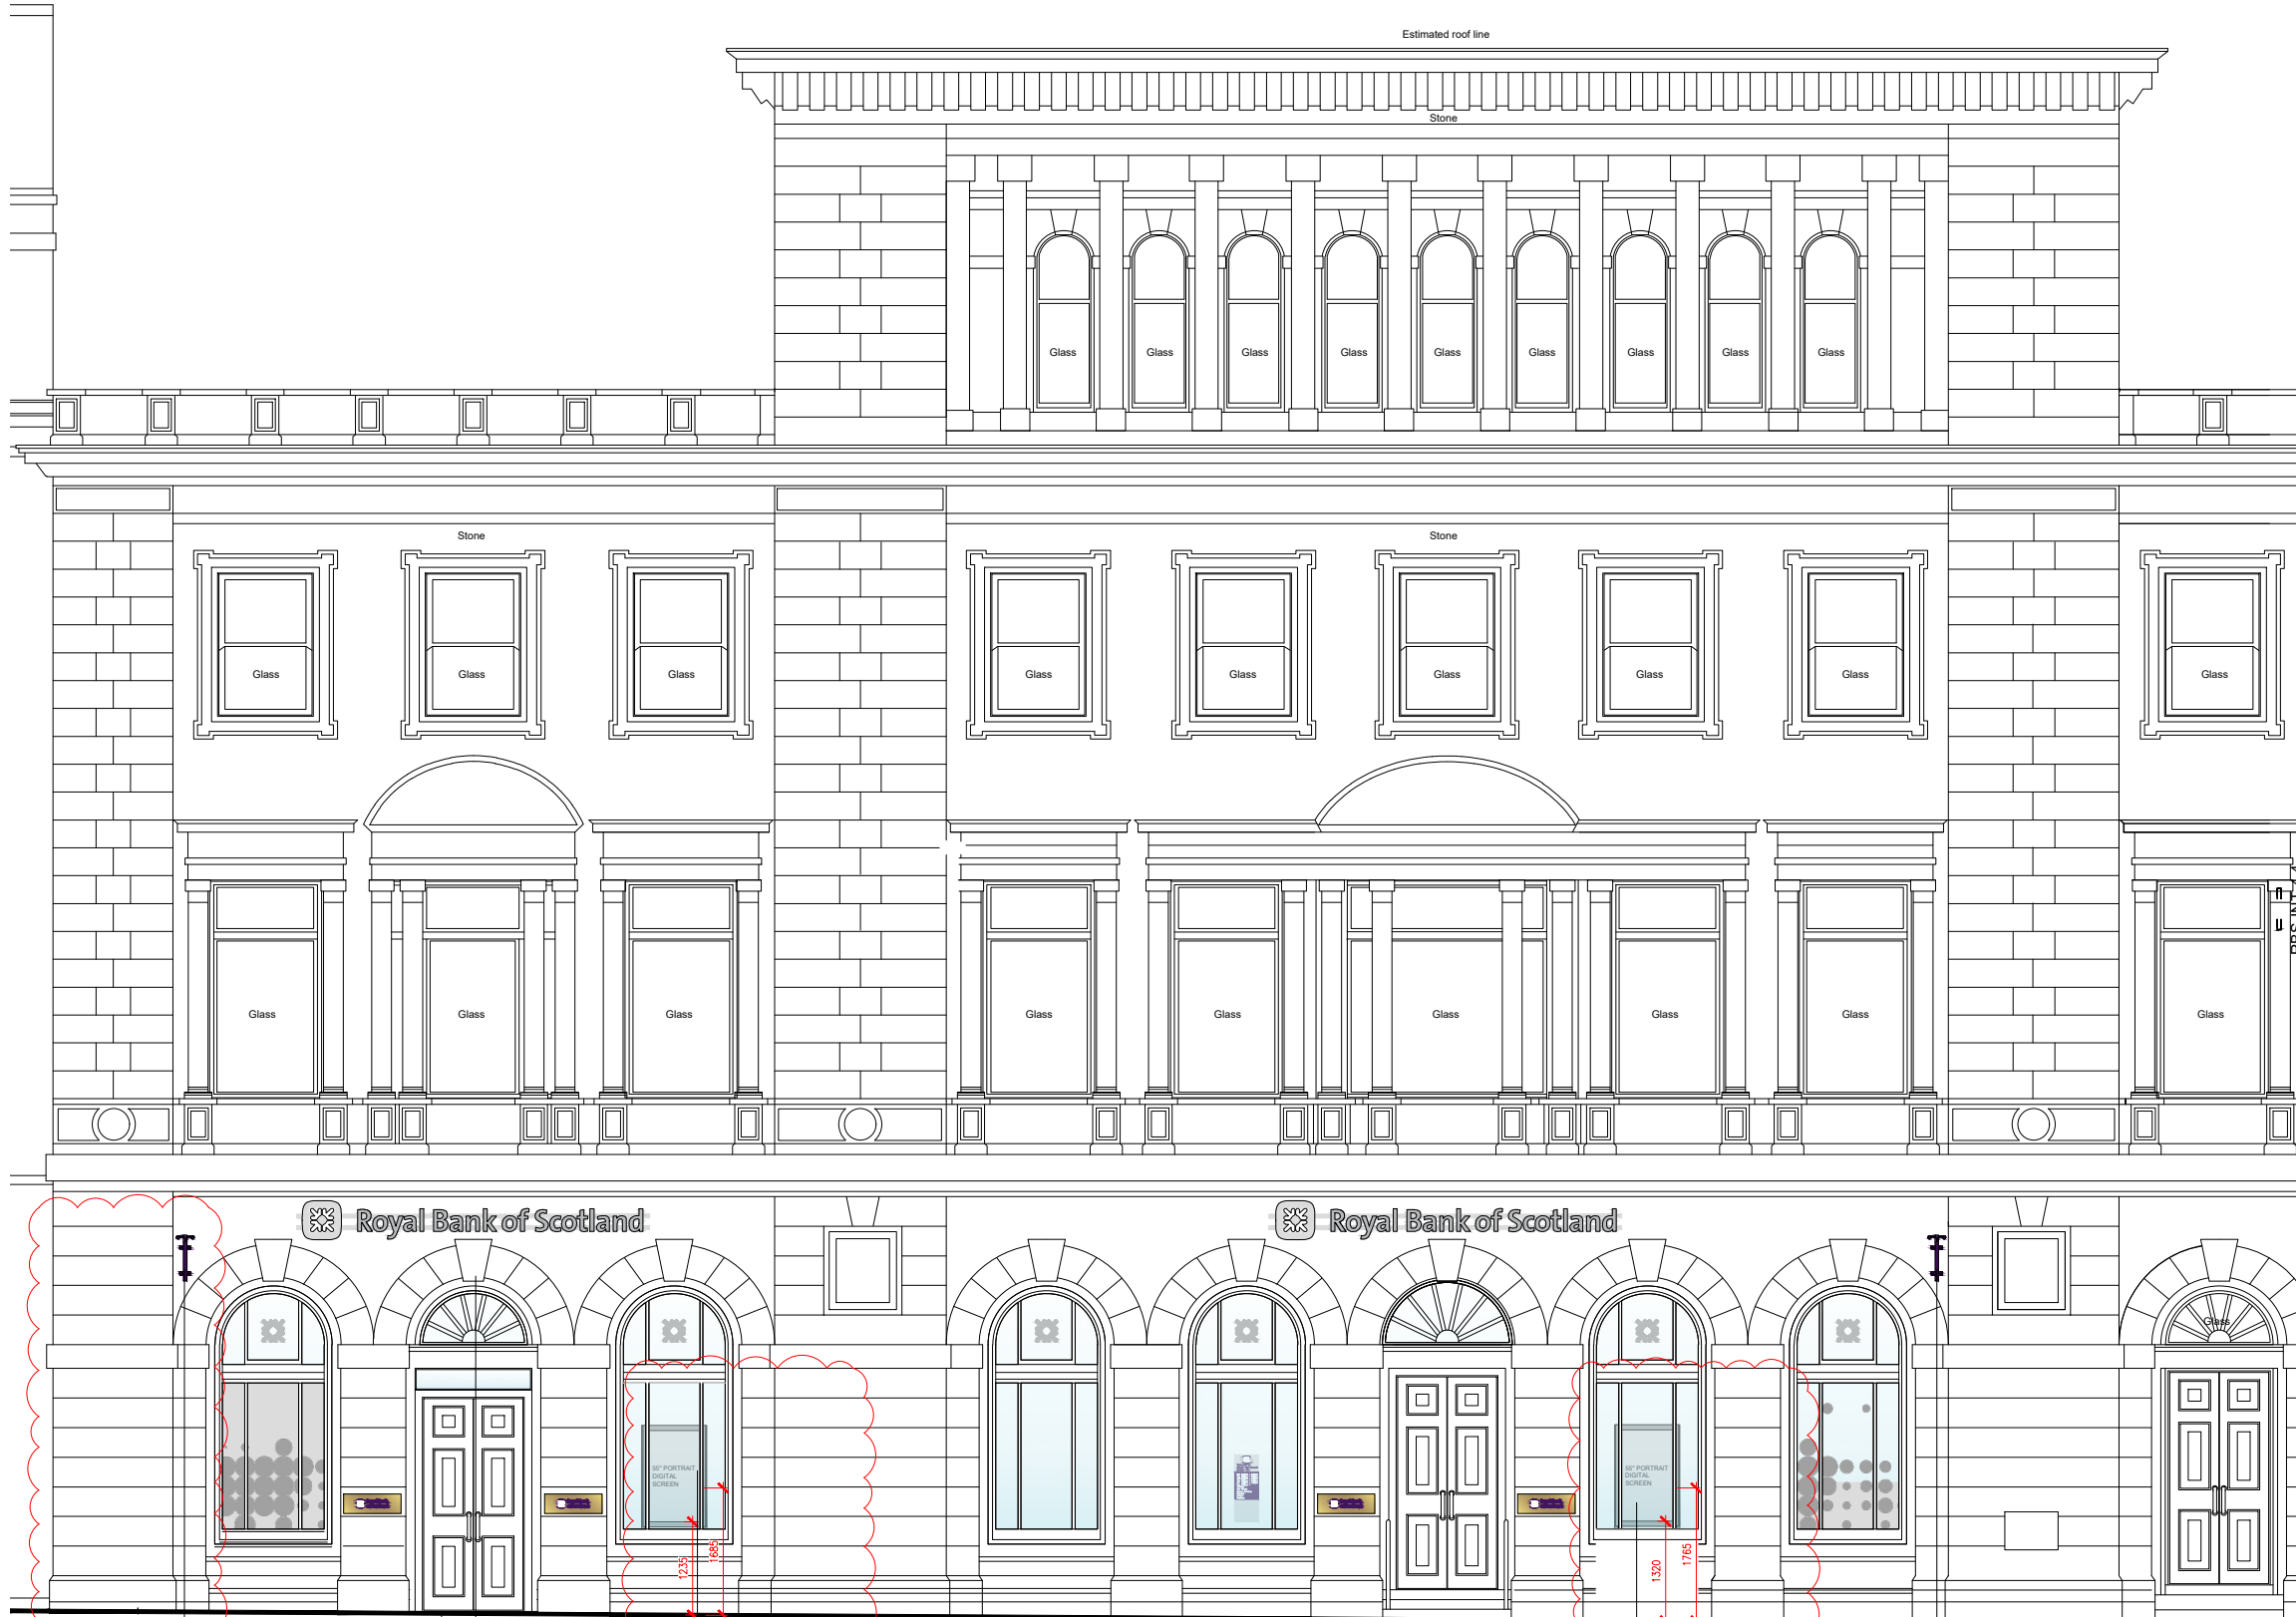 Estimated roof line
Stone
Glass Glass Glass Glass Glass Glass Glass Glass Glass
Stone Stone
Glass Glass Glass Glass Glass Glass Glass Glass Glass
Glass Glass Glass Glass Glass Glass Glass Glass Glass
Royal Bank of Scotland Royal Bank of Scotland
Glass
55" PORTRAIT
DIGITAL
SCREEN
55" PORTRAIT
DIGITAL
SCREEN
1235
1685
1320
1765